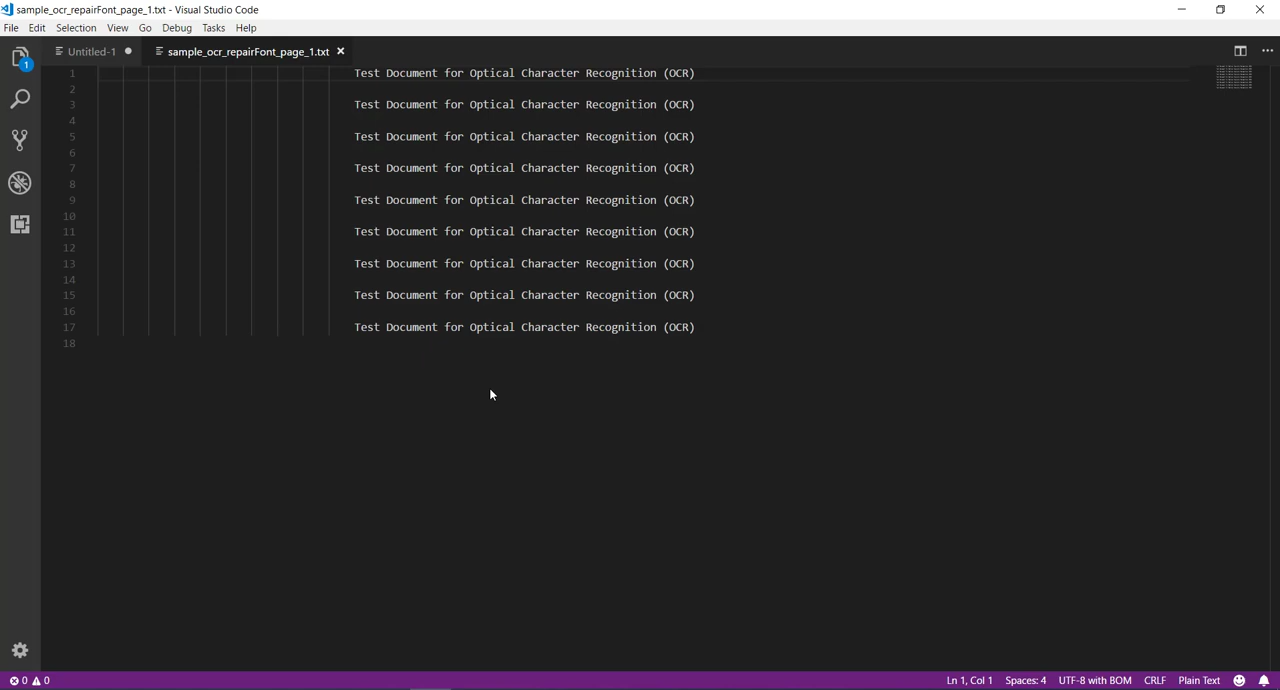 sample_ocr_repairFont_page_1.txt - Visual Studio Code
File Edit Selection View Go Debug Tasks Help
Untitled-1 sample_ocr_repairFont_page_1.txt
1
1 Test Document for Optical Character Recognition (OCR)
2
3 Test Document for Optical Character Recognition (OCR)
4
5 Test Document for Optical Character Recognition (OCR)
6
7 Test Document for Optical Character Recognition (OCR)
8
9 Test Document for Optical Character Recognition (OCR)
10
11 Test Document for Optical Character Recognition (OCR)
12
13 Test Document for Optical Character Recognition (OCR)
14
15 Test Document for Optical Character Recognition (OCR)
16
17 Test Document for Optical Character Recognition (OCR)
18
0 0 Ln 1, Col 1 Spaces: 4 UTF-8 with BOM CRLF Plain Text